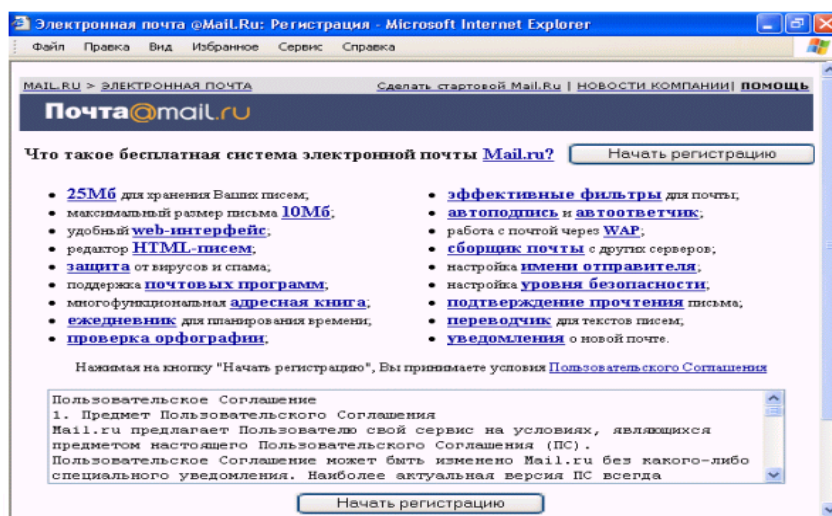 Электронная почта @Mail.Ru: Регистрация - Microsoft Internet Explorer
Файл Правка Вид Избранное Сервис Справка
MAIL.RU > ЭЛЕКТРОННАЯ ПОЧТА Сделать стартовой Mail.Ru | НОВОСТИ КОМПАНИИ| ПОМОЩЬ
Почта@mail.ru
Что такое бесплатная система электронной почты Mail.ru? Начать регистрацию
• 25Мб для хранения Ваших писем;
• максимальный размер письма 10Мб;
• удобный web-интерфейс;
• редактор HTML-писем;
• защита от вирусов и спама;
• поддержка почтовых программ;
• многофункциональная адресная книга;
• ежедневник для планирования времени;
• проверка орфографии;
• эффективные фильтры для почты;
• автоподпись и автоответчик;
• работа с почтой через WAP;
• сборщик почты с других серверов;
• настройка имени отправителя;
• настройка уровня безопасности;
• подтверждение прочтения письма;
• переводчик для текстов писем;
• уведомления о новой почте.
Нажимая на кнопку "Начать регистрацию", Вы принимаете условия Пользовательского Соглашения
Пользовательское Соглашение
1. Предмет Пользовательского Соглашения
Mail.ru предлагает Пользователю свой сервис на условиях, являющихся
предметом настоящего Пользовательского Соглашения (ПС).
Пользовательское Соглашение может быть изменено Mail.ru без какого-либо
специального уведомления. Наиболее актуальная версия ПС всегда
Начать регистрацию